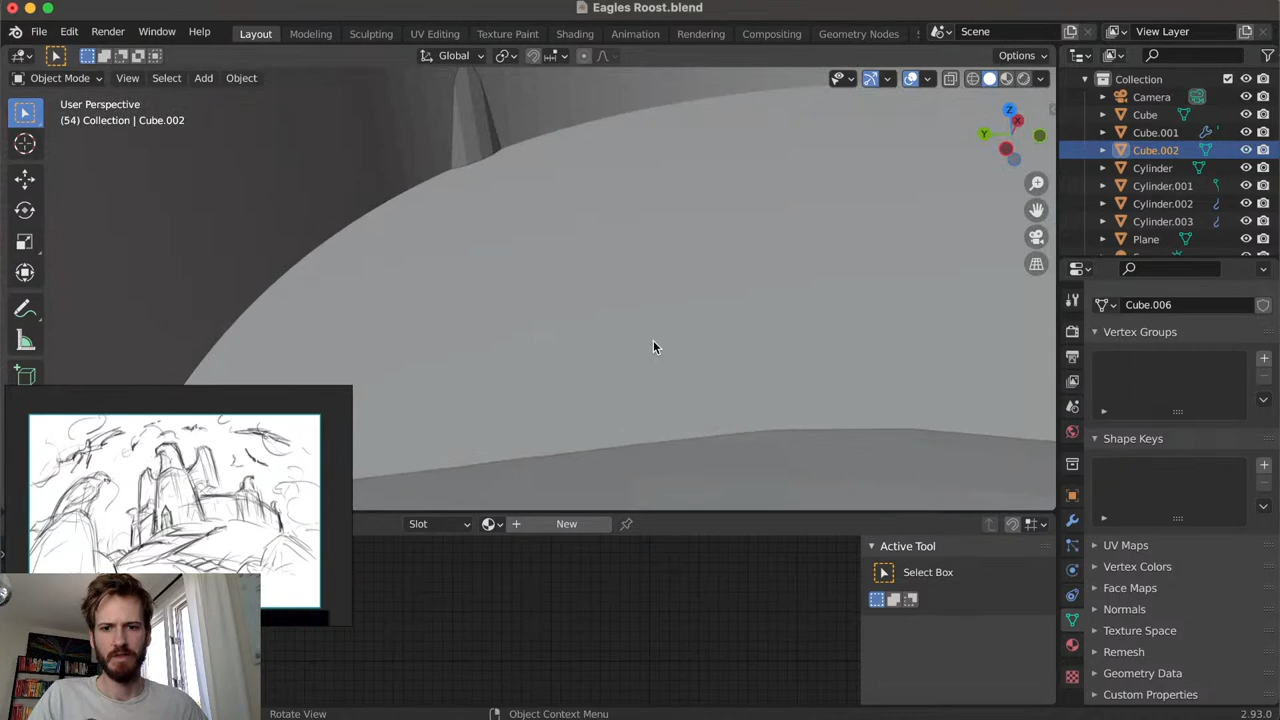 Eagles Roost.blend
File Edit Render Window Help Layout Modeling Sculpting UV Editing Texture Paint Shading Animation Rendering Compositing Geometry Nodes Scene View Layer
Global Options
Object Mode View Select Add Object
User Perspective
(54) Collection | Cube.002
Z
X
Y
Collection
Camera
Cube
Cube.001
Cube.002
Cylinder
Cylinder.001
Cylinder.002
Cylinder.003
Plane
Cube.006
Vertex Groups
Shape Keys
UV Maps
Vertex Colors
Face Maps
Normals
Texture Space
Remesh
Geometry Data
Custom Properties
Slot New
Active Tool
Select Box
Rotate View Object Context Menu 2.93.0